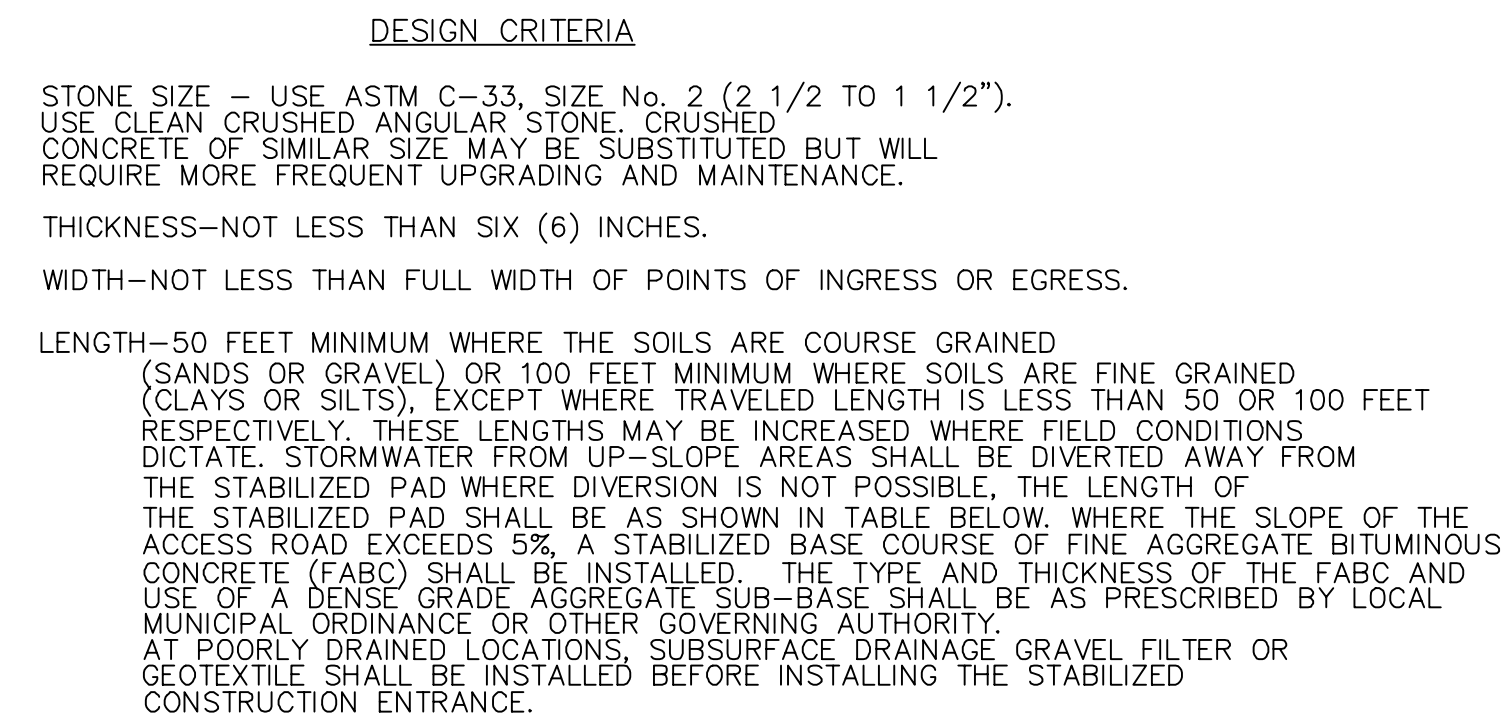 DESIGN CRITERIA
STONE SIZE – USE ASTM C–33, SIZE No. 2 (2 1/2 TO 1 1/2").
USE CLEAN CRUSHED ANGULAR STONE. CRUSHED
CONCRETE OF SIMILAR SIZE MAY BE SUBSTITUTED BUT WILL
REQUIRE MORE FREQUENT UPGRADING AND MAINTENANCE.
THICKNESS–NOT LESS THAN SIX (6) INCHES.
WIDTH–NOT LESS THAN FULL WIDTH OF POINTS OF INGRESS OR EGRESS.
LENGTH–50 FEET MINIMUM WHERE THE SOILS ARE COURSE GRAINED
(SANDS OR GRAVEL) OR 100 FEET MINIMUM WHERE SOILS ARE FINE GRAINED
(CLAYS OR SILTS), EXCEPT WHERE TRAVELED LENGTH IS LESS THAN 50 OR 100 FEET
RESPECTIVELY. THESE LENGTHS MAY BE INCREASED WHERE FIELD CONDITIONS
DICTATE. STORMWATER FROM UP–SLOPE AREAS SHALL BE DIVERTED AWAY FROM
THE STABILIZED PAD WHERE DIVERSION IS NOT POSSIBLE, THE LENGTH OF
THE STABILIZED PAD SHALL BE AS SHOWN IN TABLE BELOW. WHERE THE SLOPE OF THE
ACCESS ROAD EXCEEDS 5%, A STABILIZED BASE COURSE OF FINE AGGREGATE BITUMINOUS
CONCRETE (FABC) SHALL BE INSTALLED. THE TYPE AND THICKNESS OF THE FABC AND
USE OF A DENSE GRADE AGGREGATE SUB–BASE SHALL BE AS PRESCRIBED BY LOCAL
MUNICIPAL ORDINANCE OR OTHER GOVERNING AUTHORITY.
AT POORLY DRAINED LOCATIONS, SUBSURFACE DRAINAGE GRAVEL FILTER OR
GEOTEXTILE SHALL BE INSTALLED BEFORE INSTALLING THE STABILIZED
CONSTRUCTION ENTRANCE.